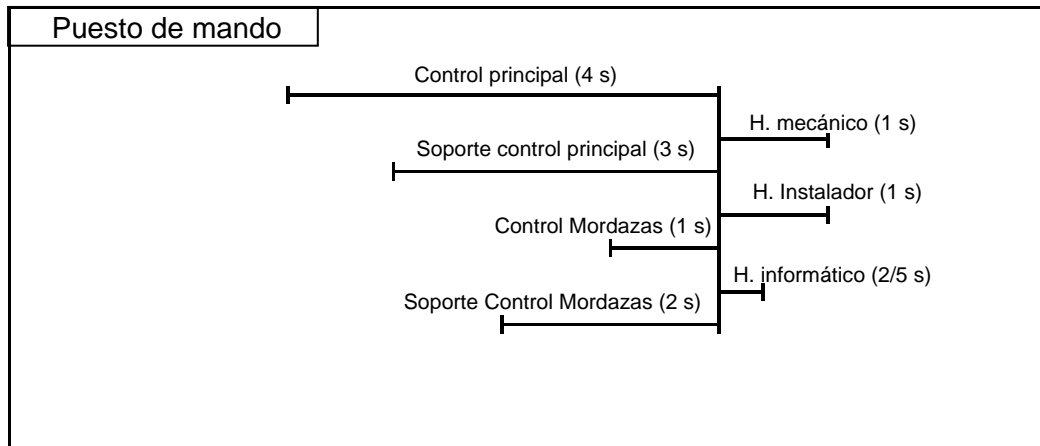 Puesto de mando
Control principal (4 s)
H. mecánico (1 s)
Soporte control principal (3 s)
H. Instalador (1 s)
Control Mordazas (1 s)
H. informático (2/5 s)
Soporte Control Mordazas (2 s)